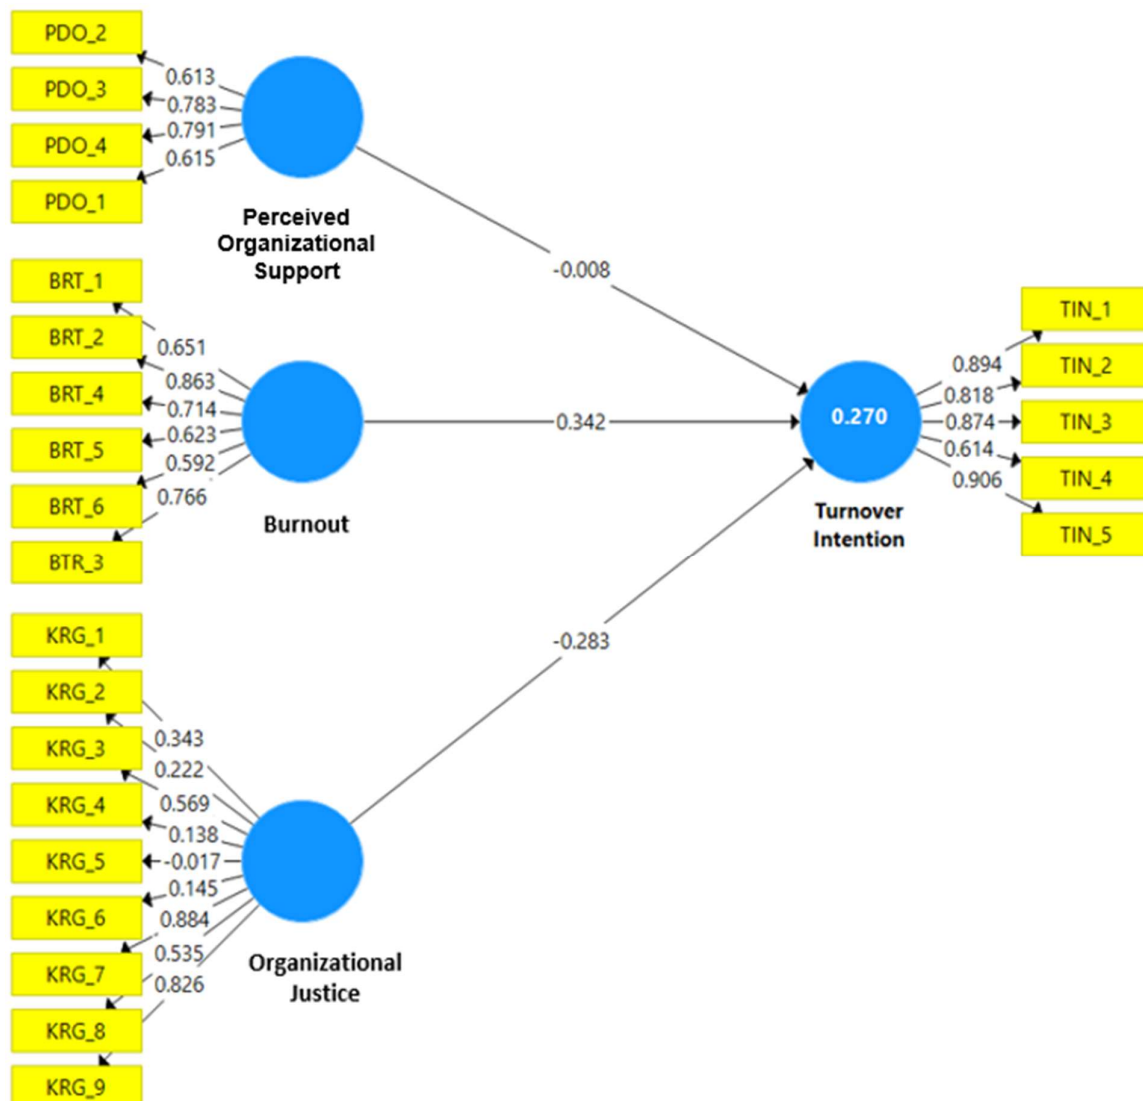 PDO_2
PDO_3
PDO_4
PDO_1
0.613
0.783
0.791
0.615
Perceived
Organizational
Support
-0.008
BRT_1
BRT_2
BRT_4
BRT_5
BRT_6
BTR_3
0.651
0.863
0.714
0.623
0.592
0.766
Burnout
0.342
KRG_1
KRG_2
KRG_3
KRG_4
KRG_5
KRG_6
KRG_7
KRG_8
KRG_9
0.343
0.222
0.569
0.138
-0.017
0.145
0.884
0.535
0.826
Organizational
Justice
-0.283
0.270
Turnover
Intention
0.894
0.818
0.874
0.614
0.906
TIN_1
TIN_2
TIN_3
TIN_4
TIN_5